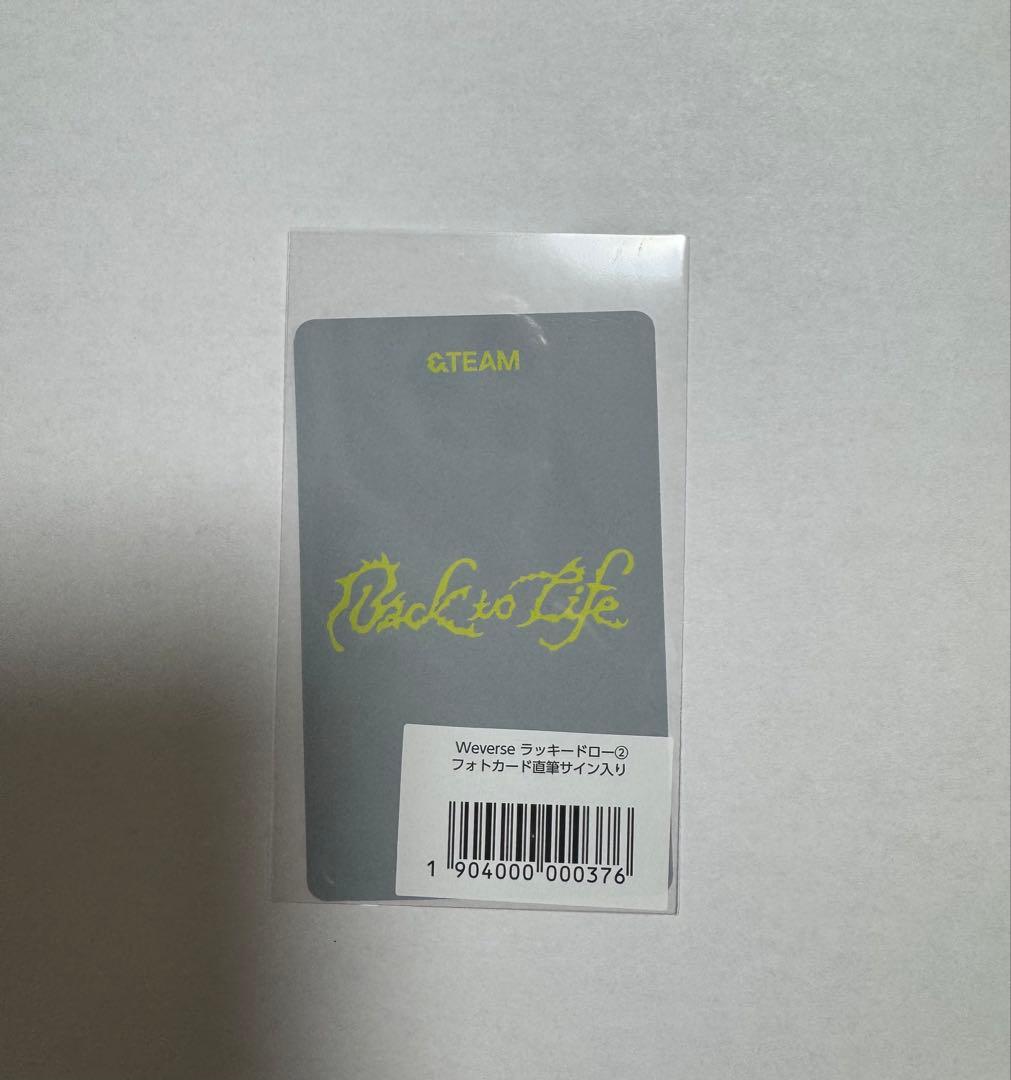 &TEAM
Back to Life
Weverse ラッキードロー②
フォトカード直筆サイン入り
1 904000 000376